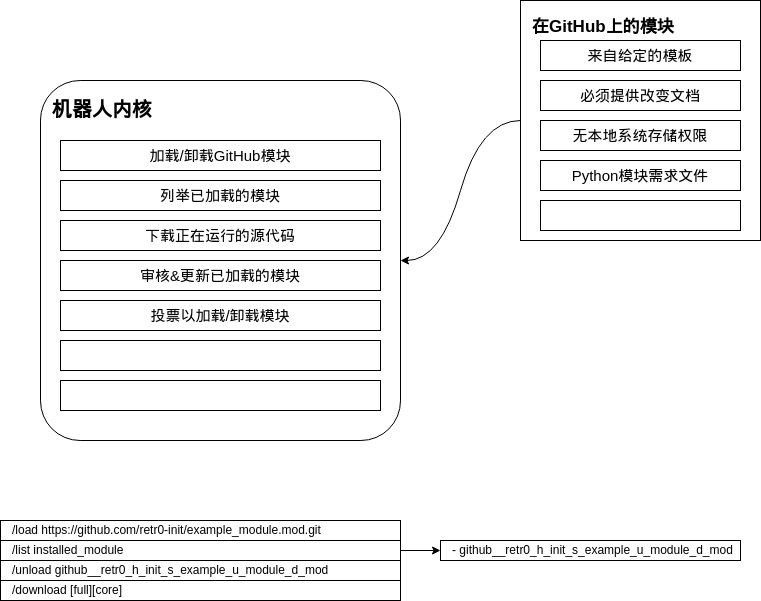 在GitHub上的模块
来自给定的模板
必须提供改变文档
无本地系统存储权限
Python模块需求文件
机器人内核
加载/卸载GitHub模块
列举已加载的模块
下载正在运行的源代码
审核&更新已加载的模块
投票以加载/卸载模块
/load https://github.com/retr0-init/example_module.mod.git
/list installed_module
/unload github__retr0_h_init_s_example_u_module_d_mod
/download [full][core]
- github__retr0_h_init_s_example_u_module_d_mod